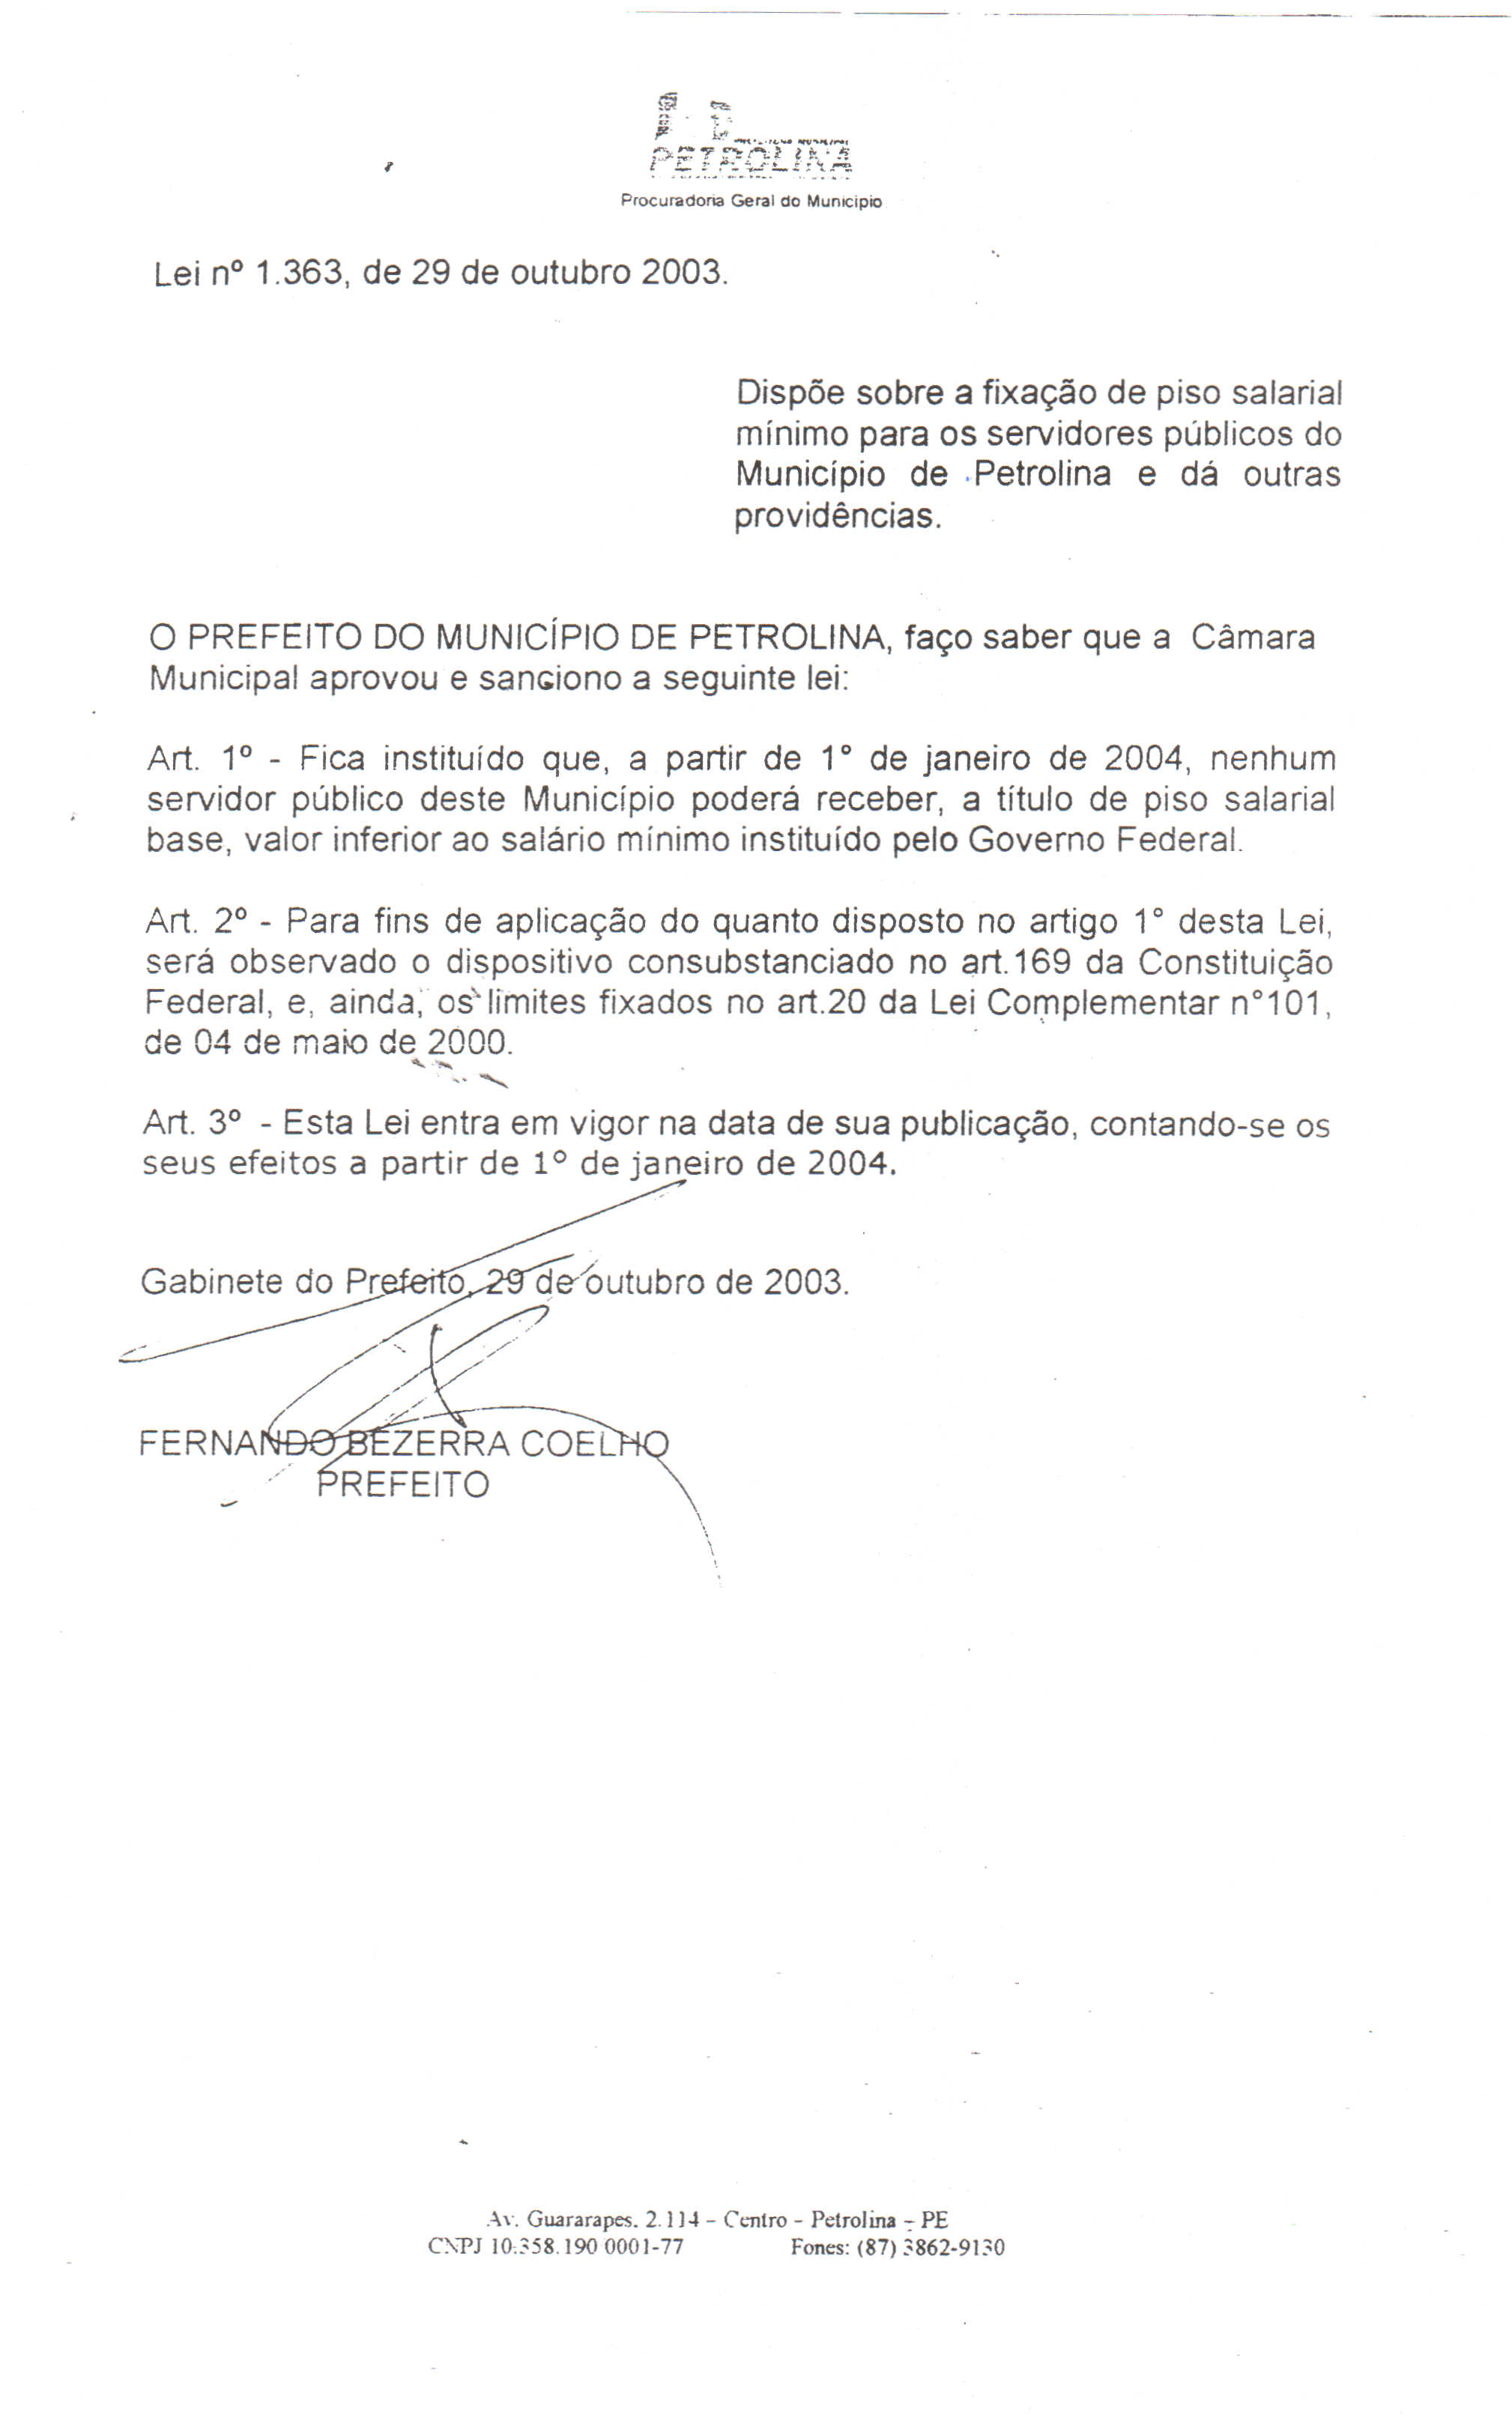 PREFEITURA MUNICIPAL
PETROLINA
Procuradoria Geral do Municipio
Lei nº 1.363, de 29 de outubro 2003.
Dispõe sobre a fixação de piso salarial
mínimo para os servidores públicos do
Município de Petrolina e dá outras
providências.
O PREFEITO DO MUNICÍPIO DE PETROLINA, faço saber que a Câmara
Municipal aprovou e sanciono a seguinte lei:
Art. 1º - Fica instituído que, a partir de 1° de janeiro de 2004, nenhum
servidor público deste Município poderá receber, a título de piso salarial
base, valor inferior ao salário mínimo instituído pelo Governo Federal.
Art. 2º - Para fins de aplicação do quanto disposto no artigo 1° desta Lei,
será observado o dispositivo consubstanciado no art.169 da Constituição
Federal, e, ainda, os limites fixados no art.20 da Lei Complementar n°101,
de 04 de maio de 2000.
Art. 3º - Esta Lei entra em vigor na data de sua publicação, contando-se os
seus efeitos a partir de 1º de janeiro de 2004.
Gabinete do Prefeito, 29 de outubro de 2003.
FERNANDO BEZERRA COELHO
PREFEITO
Av. Guararapes. 2.114 – Centro – Petrolina – PE
CNPJ 10.358.190 0001-77 Fones: (87) 3862-9130